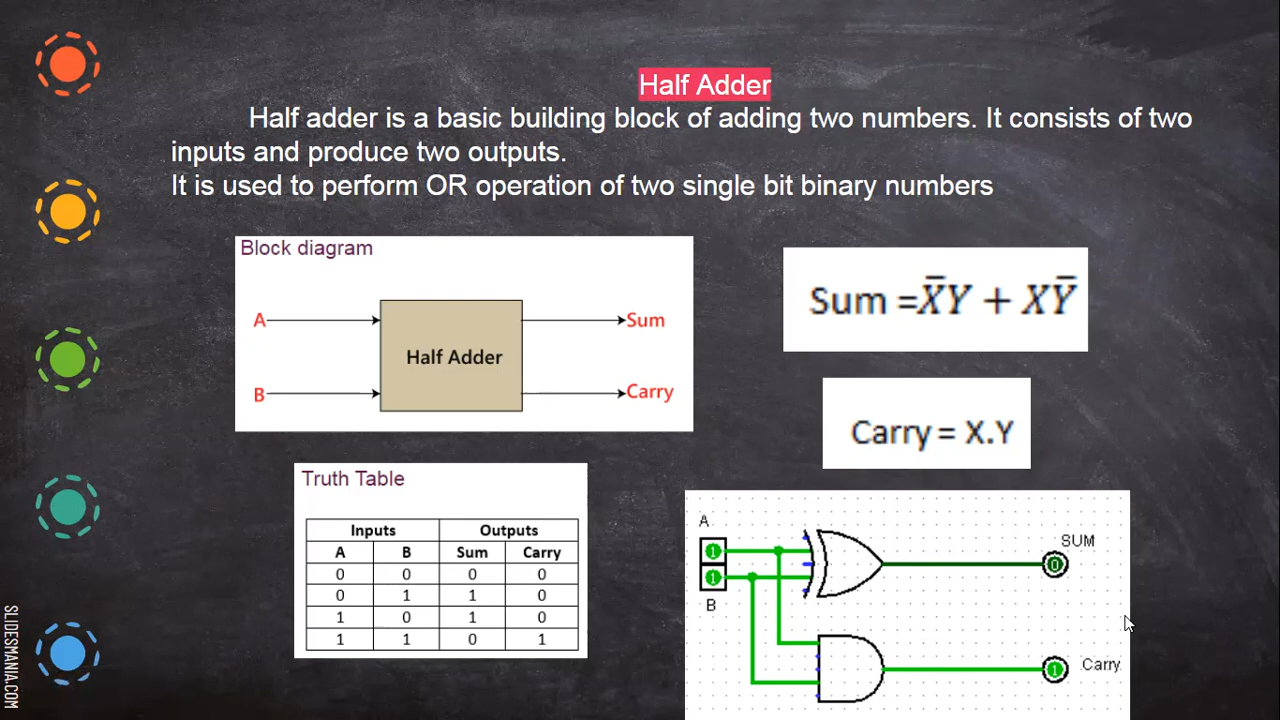 Half Adder
Half adder is a basic building block of adding two numbers. It consists of two
inputs and produce two outputs.
It is used to perform OR operation of two single bit binary numbers
Block diagram
A
Half Adder
Sum
B
Carry
Sum =X̅Y + XY̅
Carry = X.Y
Truth Table
Inputs Outputs
A B Sum Carry
0 0 0 0
0 1 1 0
1 0 1 0
1 1 0 1
A
1
1
B
SUM
0
Carry
1
SLIDESMANIA.COM